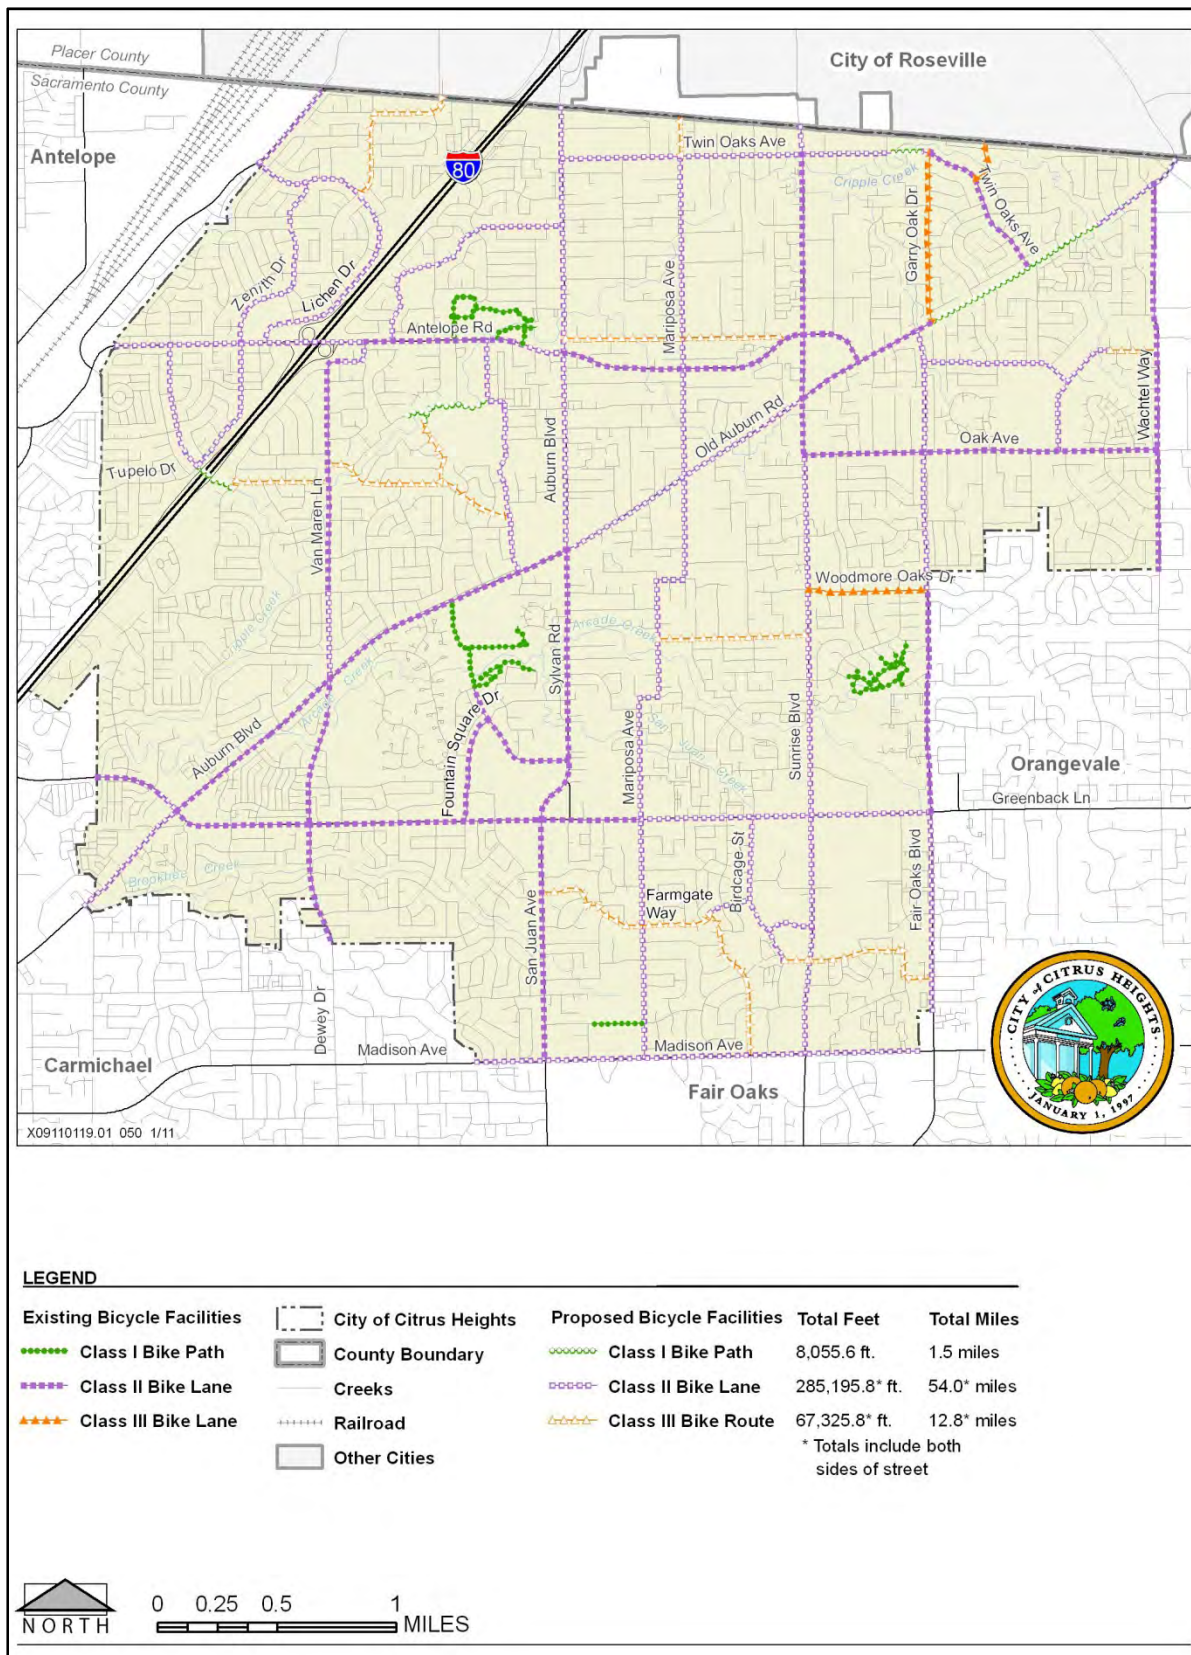 Placer County
Sacramento County
City of Roseville
Antelope
80
Twin Oaks Ave
Cripple Creek
Twin Oaks Ave
Garry Oak Dr
Zenith Dr
Lichen Dr
Mariposa Ave
Antelope Rd
Wachtel Way
Old Auburn Rd
Auburn Blvd
Oak Ave
Tupelo Dr
Van Maren Ln
Woodmore Oaks Dr
Arcade Creek
Sylvan Rd
Arcade Creek
Auburn Blvd
Fountain Square Dr
Mariposa Ave
San Juan Creek
Sunrise Blvd
Orangevale
Greenback Ln
Birdcage St
Fair Oaks Blvd
Farmgate
Way
San Juan Ave
Dewey Dr
Madison Ave
Madison Ave
Carmichael
Fair Oaks
CITY of CITRUS HEIGHTS
JANUARY 1, 1997
X09110119.01 050 1/11
LEGEND
Existing Bicycle Facilities
Class I Bike Path
Class II Bike Lane
Class III Bike Lane
City of Citrus Heights
County Boundary
Creeks
Railroad
Other Cities
Proposed Bicycle Facilities Total Feet Total Miles
Class I Bike Path 8,055.6 ft. 1.5 miles
Class II Bike Lane 285,195.8* ft. 54.0* miles
Class III Bike Route 67,325.8* ft. 12.8* miles
* Totals include both
sides of street
NORTH
0 0.25 0.5 1
MILES